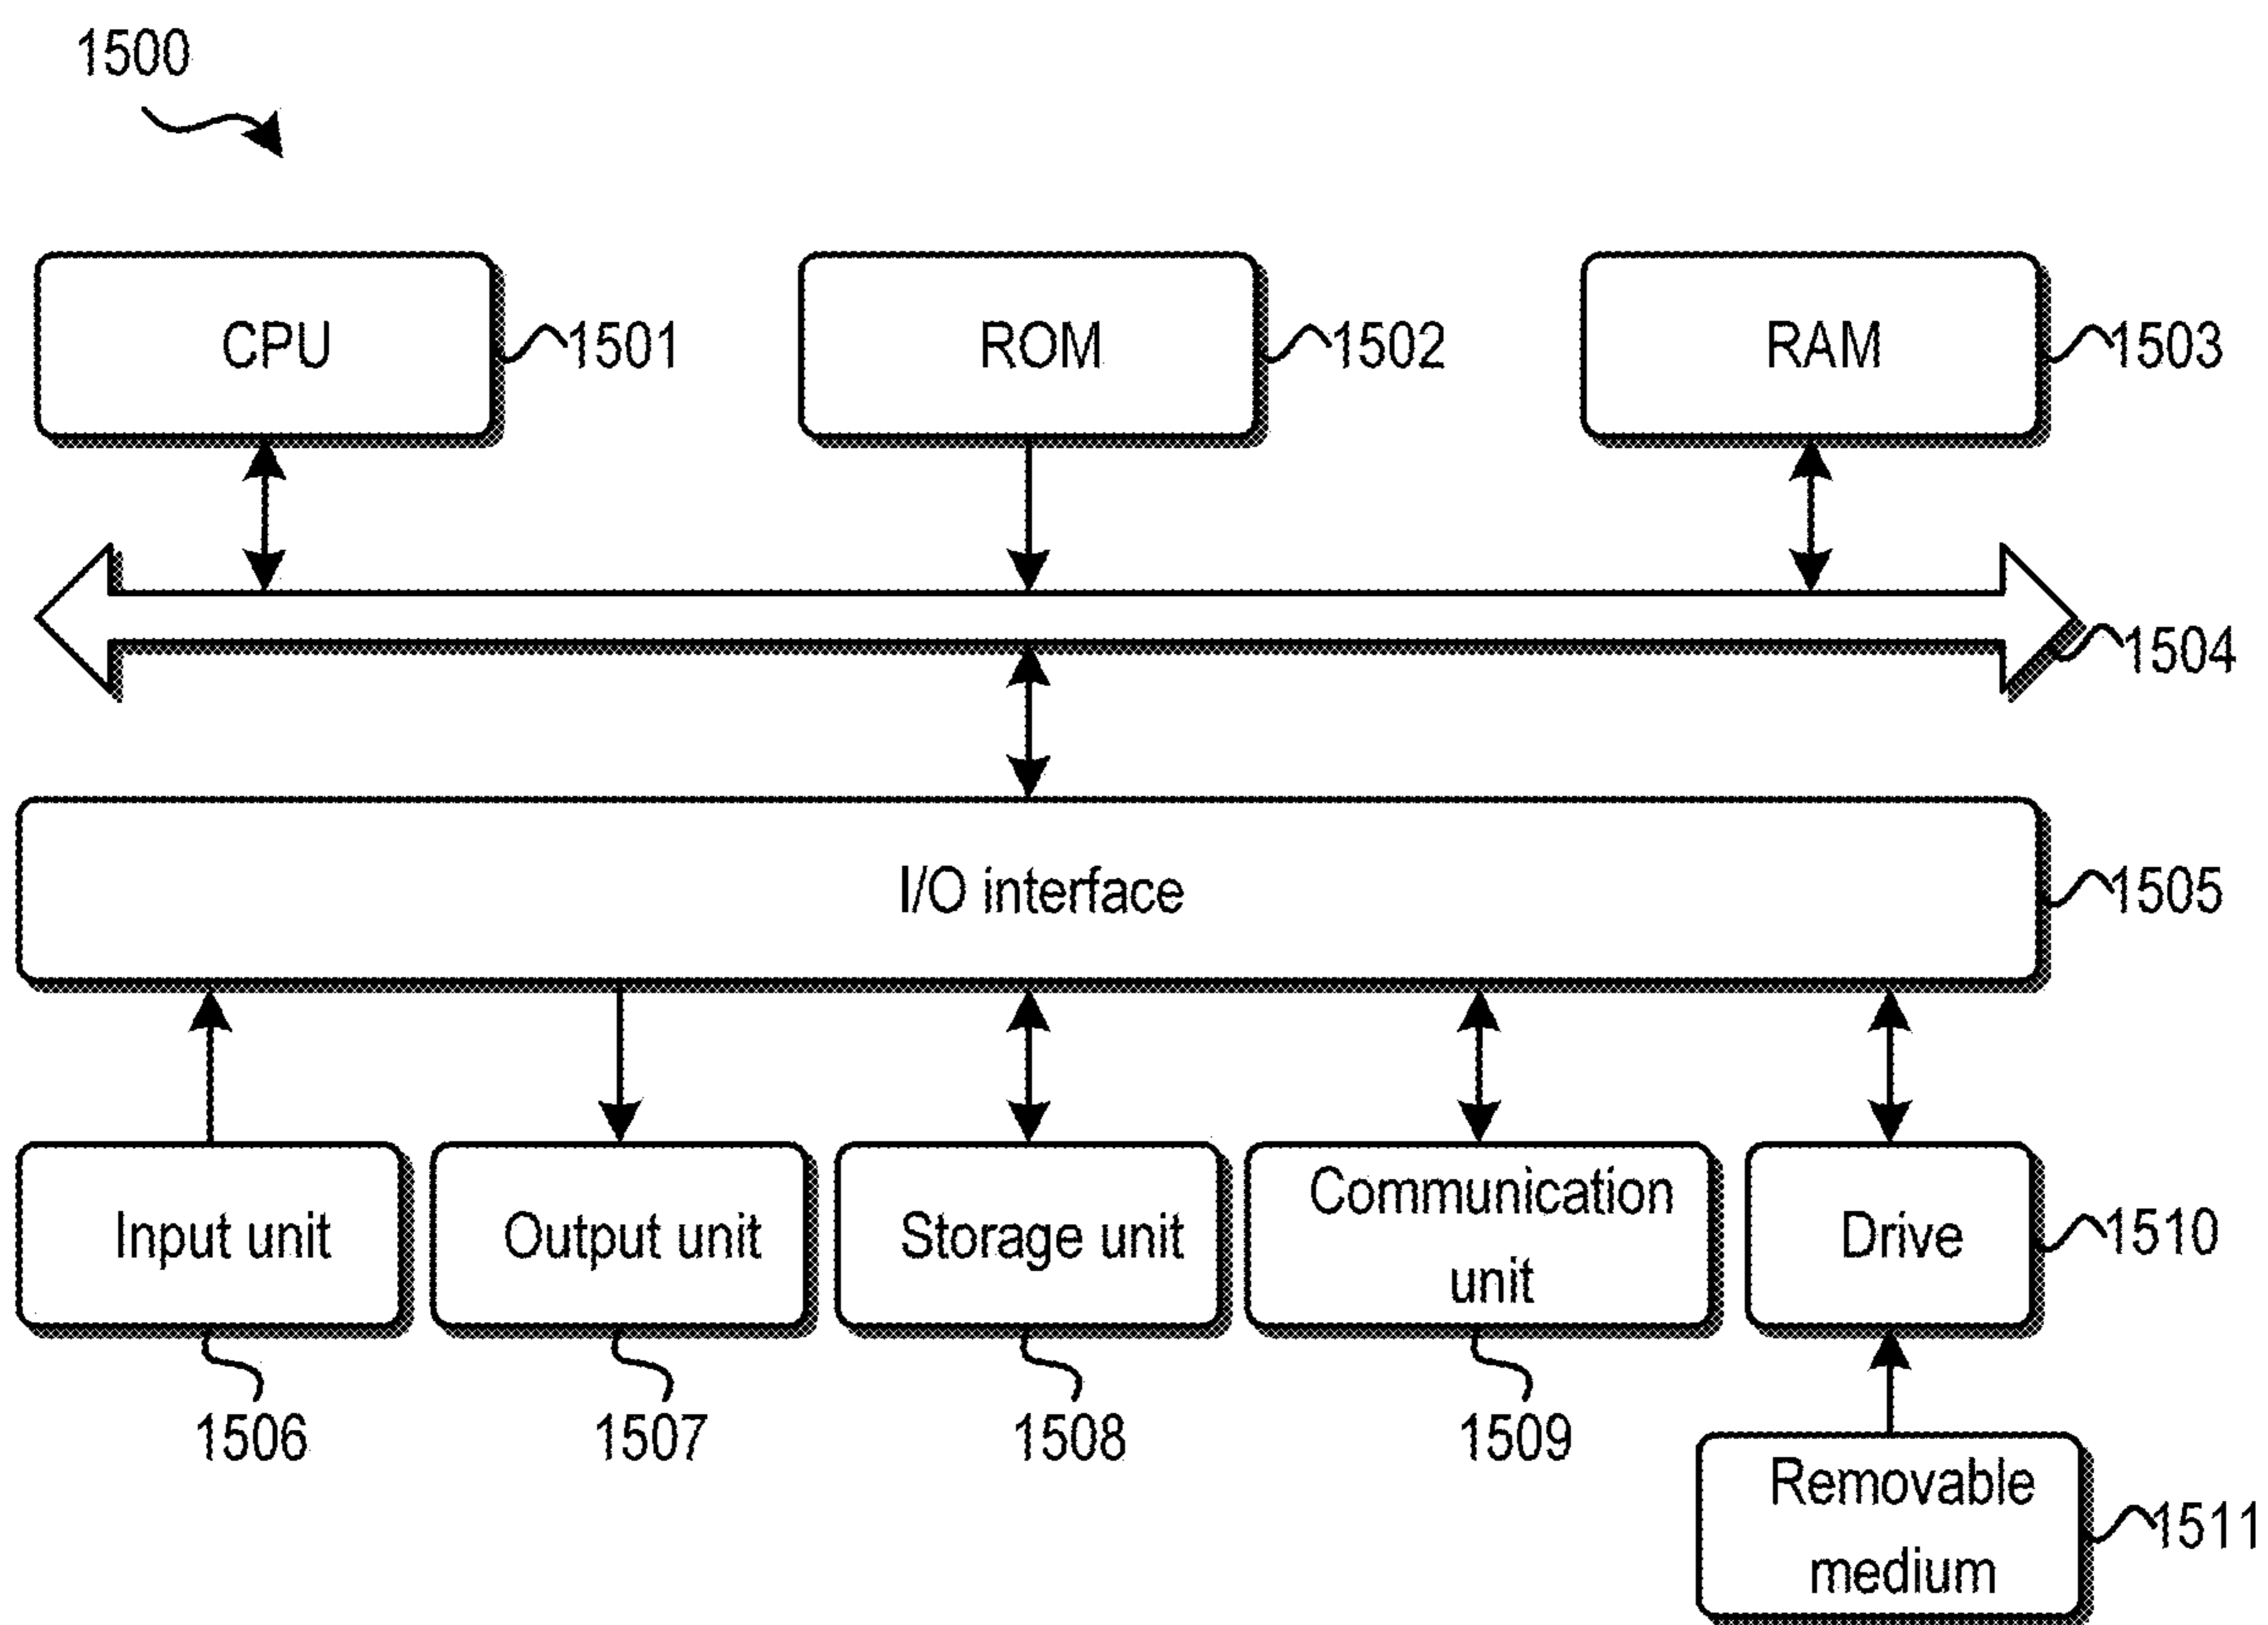 1500
CPU
1501
ROM
1502
RAM
1503
1504
I/O interface
1505
Input unit
Output unit
Storage unit
Communication
unit
Drive
1510
1506
1507
1508
1509
Removable
medium
1511